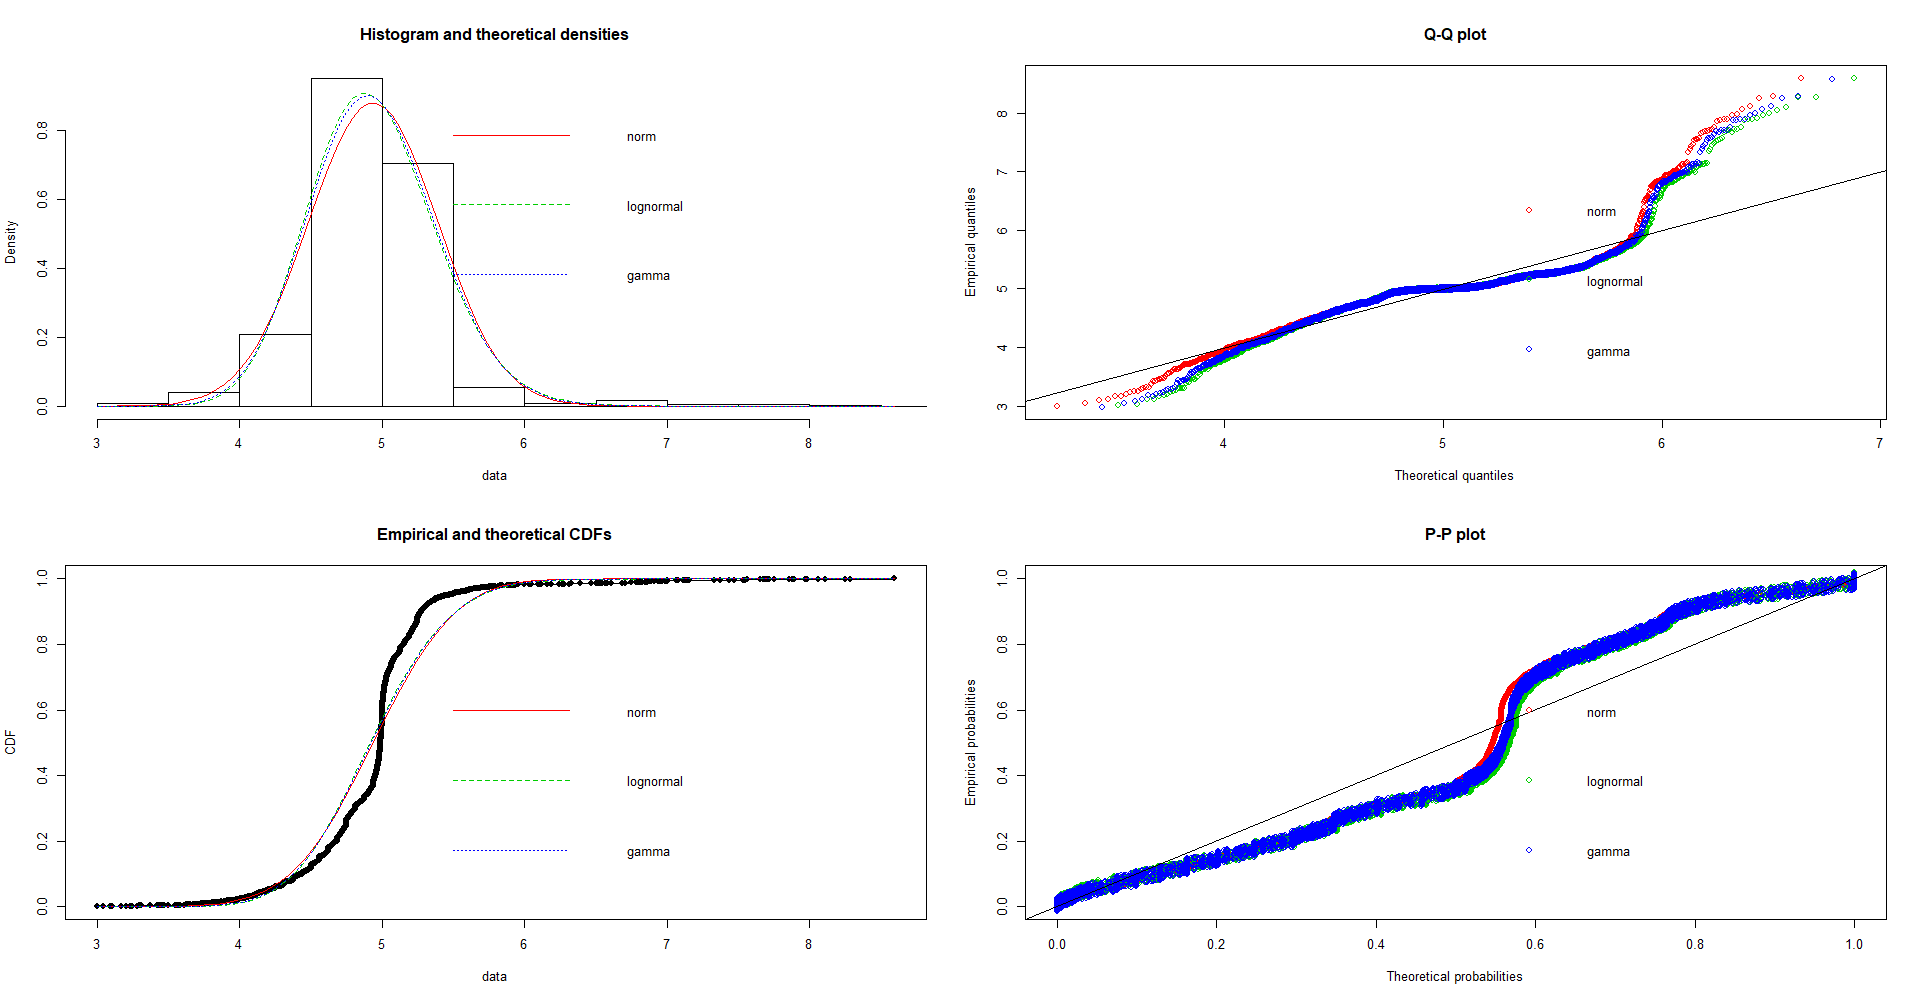 Histogram and theoretical densities
Density
0.0 0.2 0.4 0.6 0.8
norm
lognormal
gamma
3 4 5 6 7 8
data
Q-Q plot
Empirical quantiles
3 4 5 6 7 8
norm
lognormal
gamma
4 5 6 7
Theoretical quantiles
Empirical and theoretical CDFs
CDF
0.0 0.2 0.4 0.6 0.8 1.0
norm
lognormal
gamma
3 4 5 6 7 8
data
P-P plot
Empirical probabilities
0.0 0.2 0.4 0.6 0.8 1.0
norm
lognormal
gamma
0.0 0.2 0.4 0.6 0.8 1.0
Theoretical probabilities